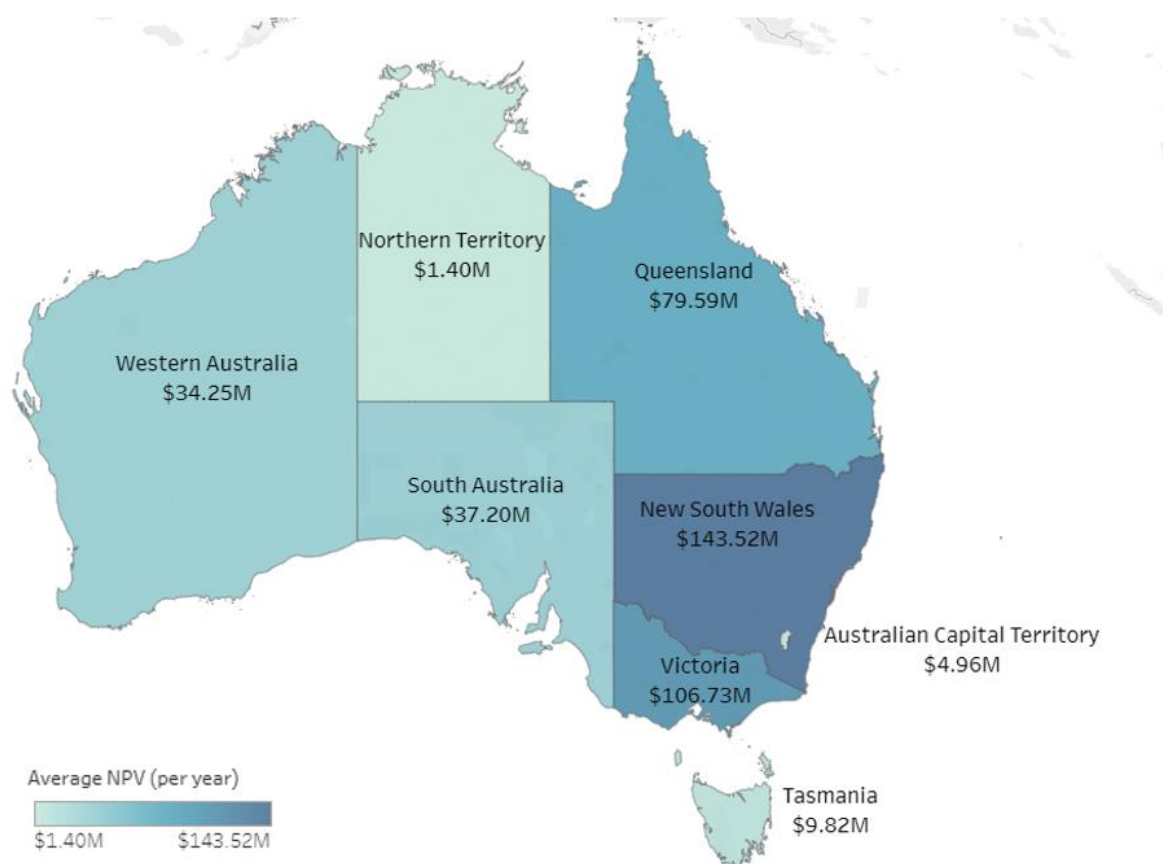 Northern Territory
$1.40M
Queensland
$79.59M
Western Australia
$34.25M
South Australia
$37.20M
New South Wales
$143.52M
Australian Capital Territory
$4.96M
Victoria
$106.73M
Average NPV (per year)
$1.40M $143.52M
Tasmania
$9.82M